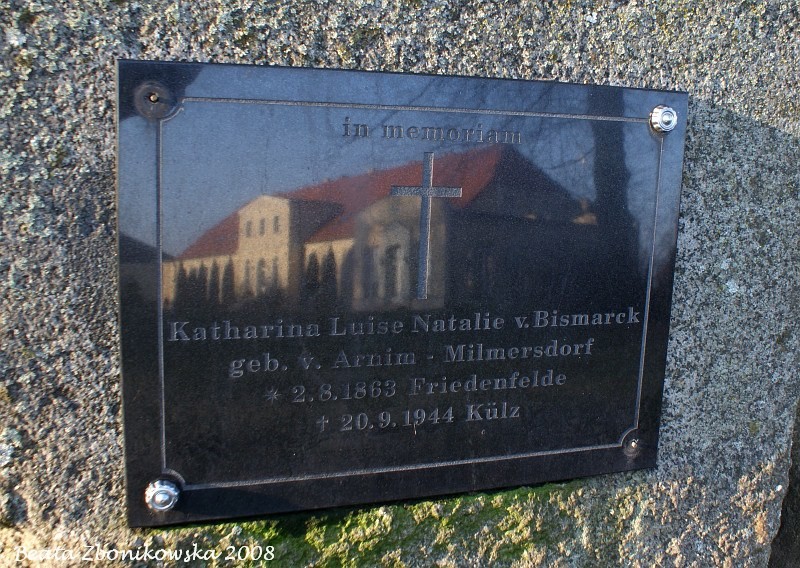 in memoriam
Katharina Luise Natalie v. Bismarck
geb. v. Arnim - Milmersdorf
* 2.8.1863 Friedenfelde
† 20.9.1944 Külz
Beata Zbonikowska 2008